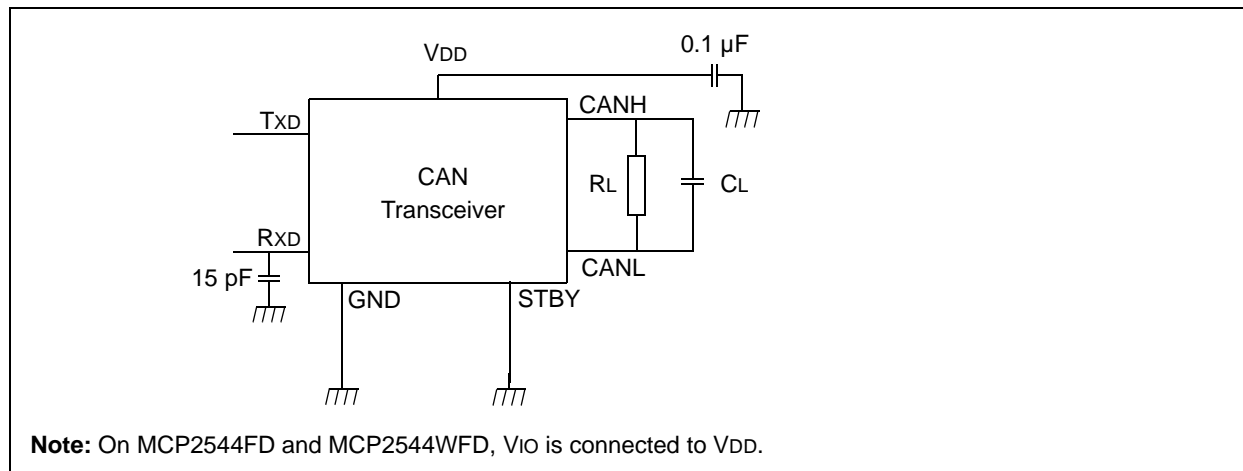 VDD
0.1 µF
TXD
CANH
CAN
Transceiver
RL
CL
RXD
CANL
15 pF
GND
STBY
Note: On MCP2544FD and MCP2544WFD, VIO is connected to VDD.